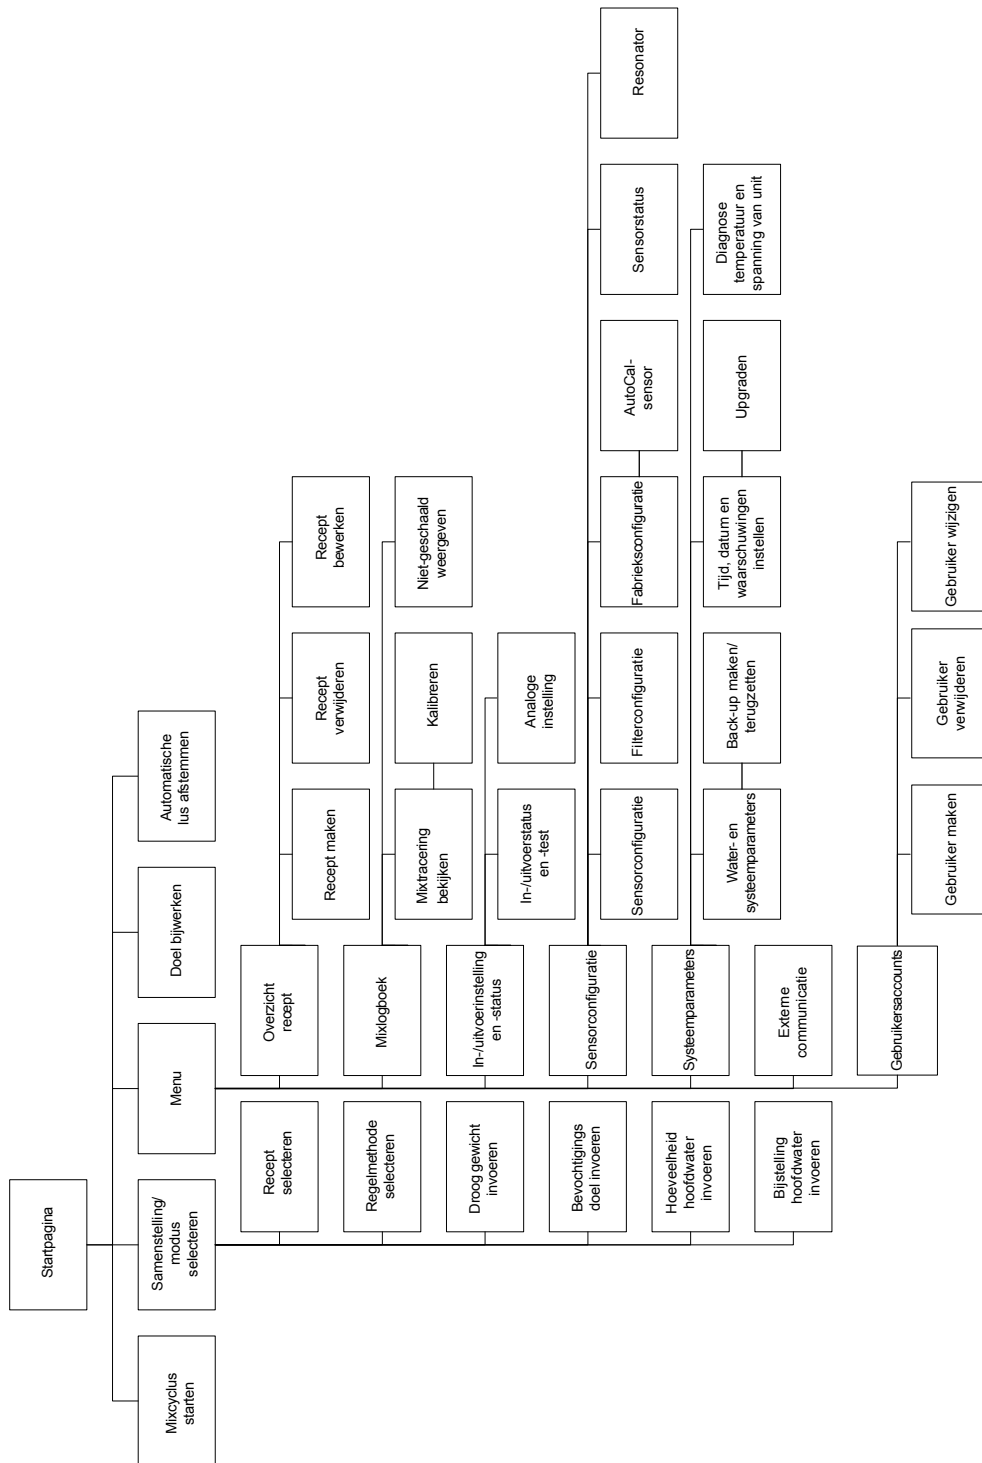 Startpagina
Mixcyclus
starten
Samenstelling/
modus
selecteren
Menu
Doel bijwerken
Automatische
lus afstemmen
Recept
selecteren
Overzicht
recept
Recept maken
Recept
verwijderen
Recept
bewerken
Regelmethode
selecteren
Mixlogboek
Mixtracering
bekijken
Kalibreren
Niet-geschaald
weergeven
Droog gewicht
invoeren
In-/uitvoerinstelling
en -status
In-/uitvoerstatus
en -test
Analoge
instelling
Bevochtigings
doel invoeren
Sensorconfiguratie
Sensorconfiguratie
Filterconfiguratie
Fabrieksconfiguratie
AutoCal-
sensor
Sensorstatus
Resonator
Hoeveelheid
hoofdwater
invoeren
Systeemparameters
Water- en
systeemparameters
Back-up maken/
terugzetten
Tijd, datum en
waarschuwingen
instellen
Upgraden
Diagnose
temperatuur en
spanning van unit
Bijstelling
hoofdwater
invoeren
Externe
communicatie
Gebruikersaccounts
Gebruiker maken
Gebruiker
verwijderen
Gebruiker wijzigen